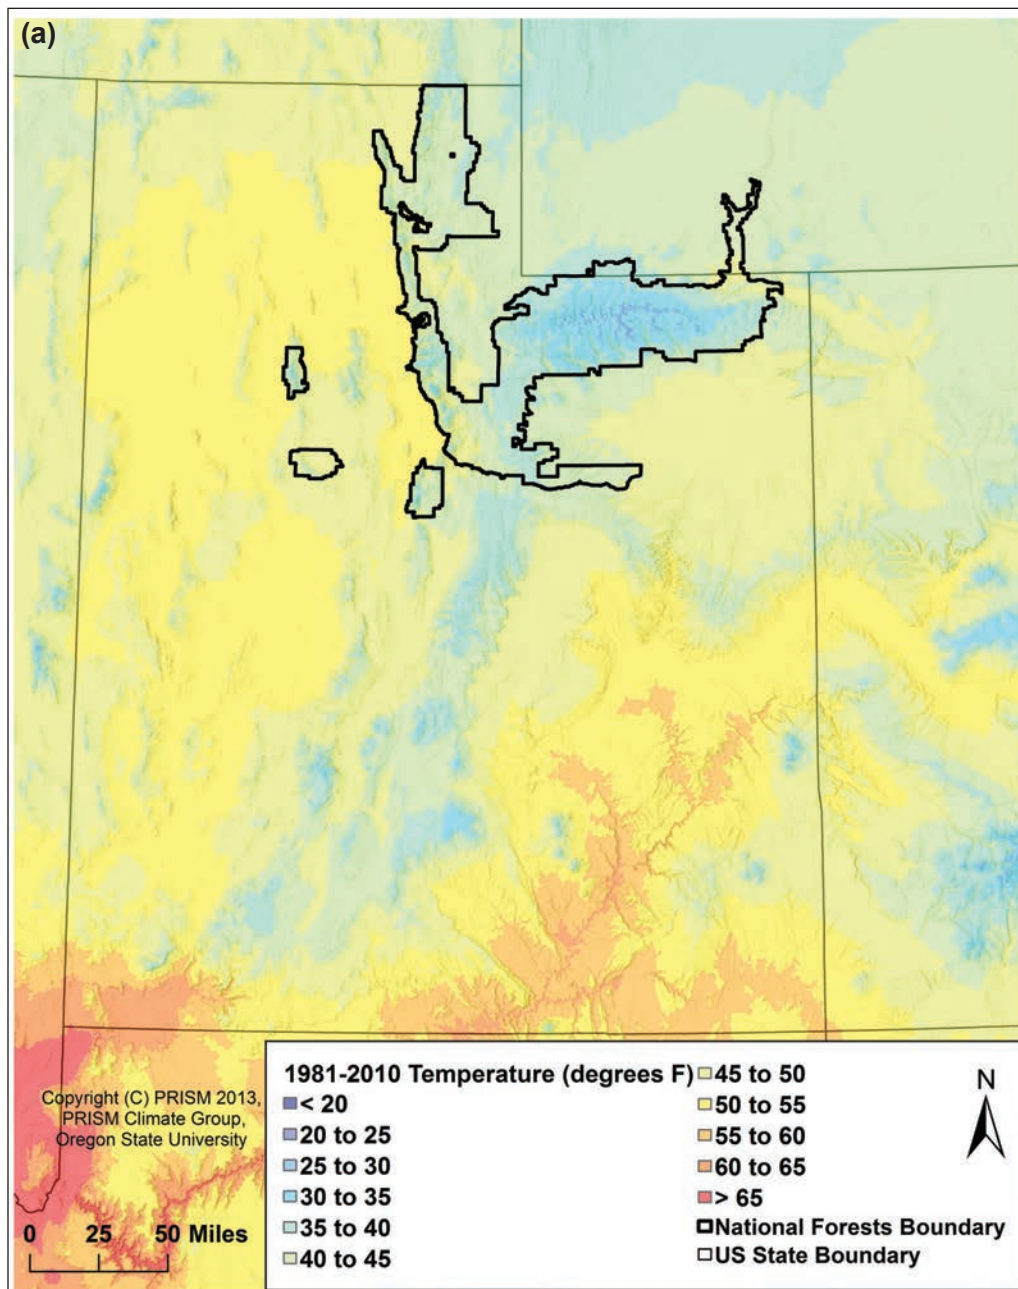 (a)
1981-2010 Temperature (degrees F)
< 20
20 to 25
25 to 30
30 to 35
35 to 40
40 to 45
45 to 50
50 to 55
55 to 60
60 to 65
> 65
National Forests Boundary
US State Boundary
N
Copyright (C) PRISM 2013,
PRISM Climate Group,
Oregon State University
0 25 50 Miles